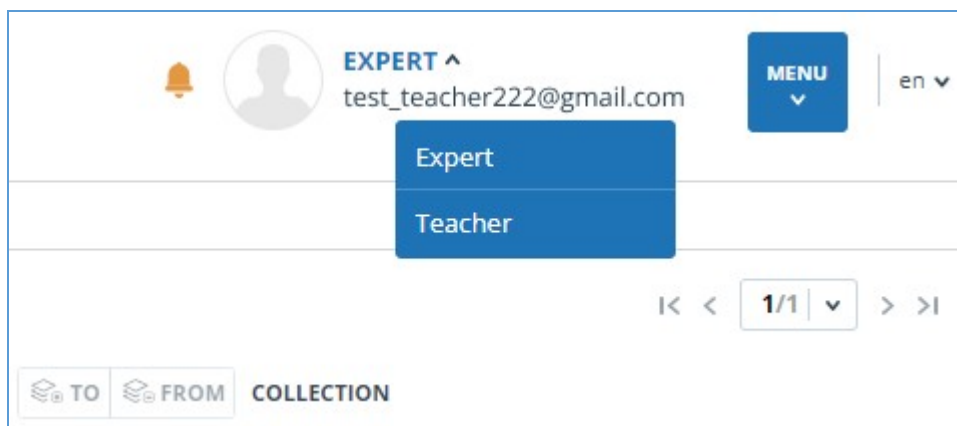 EXPERT
test_teacher222@gmail.com
MENU
en
Expert
Teacher
1/1
TO FROM COLLECTION